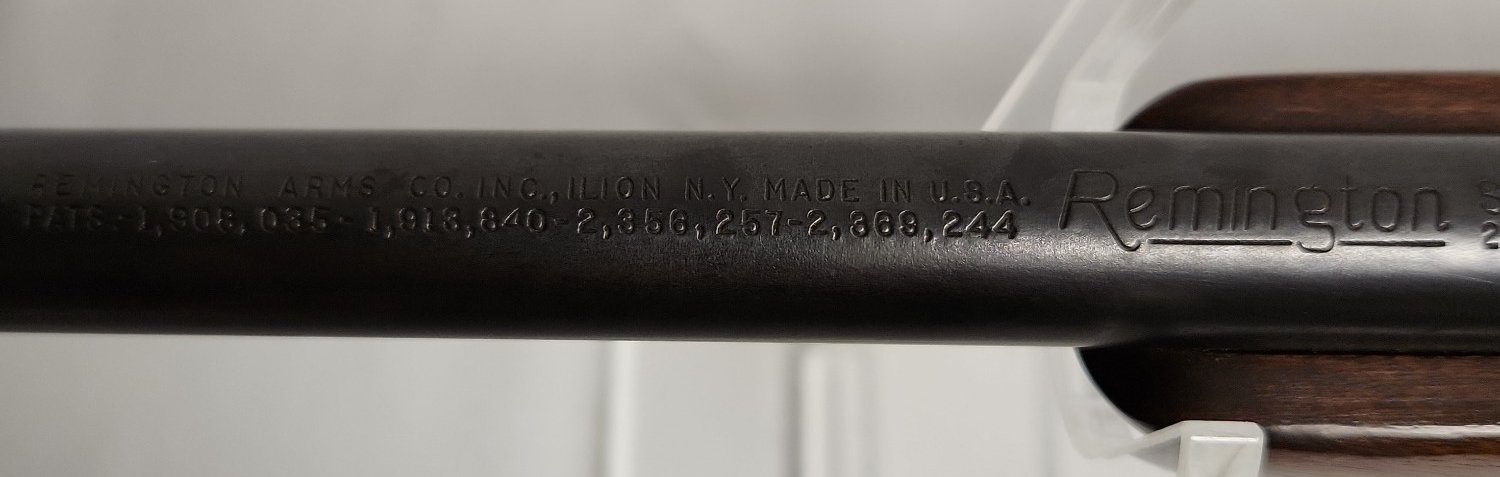 REMINGTON ARMS CO. INC., ILION N.Y. MADE IN U.S.A.
PATS.-1,908,035-1,913,840-2,356,257-2,369,244
Remington